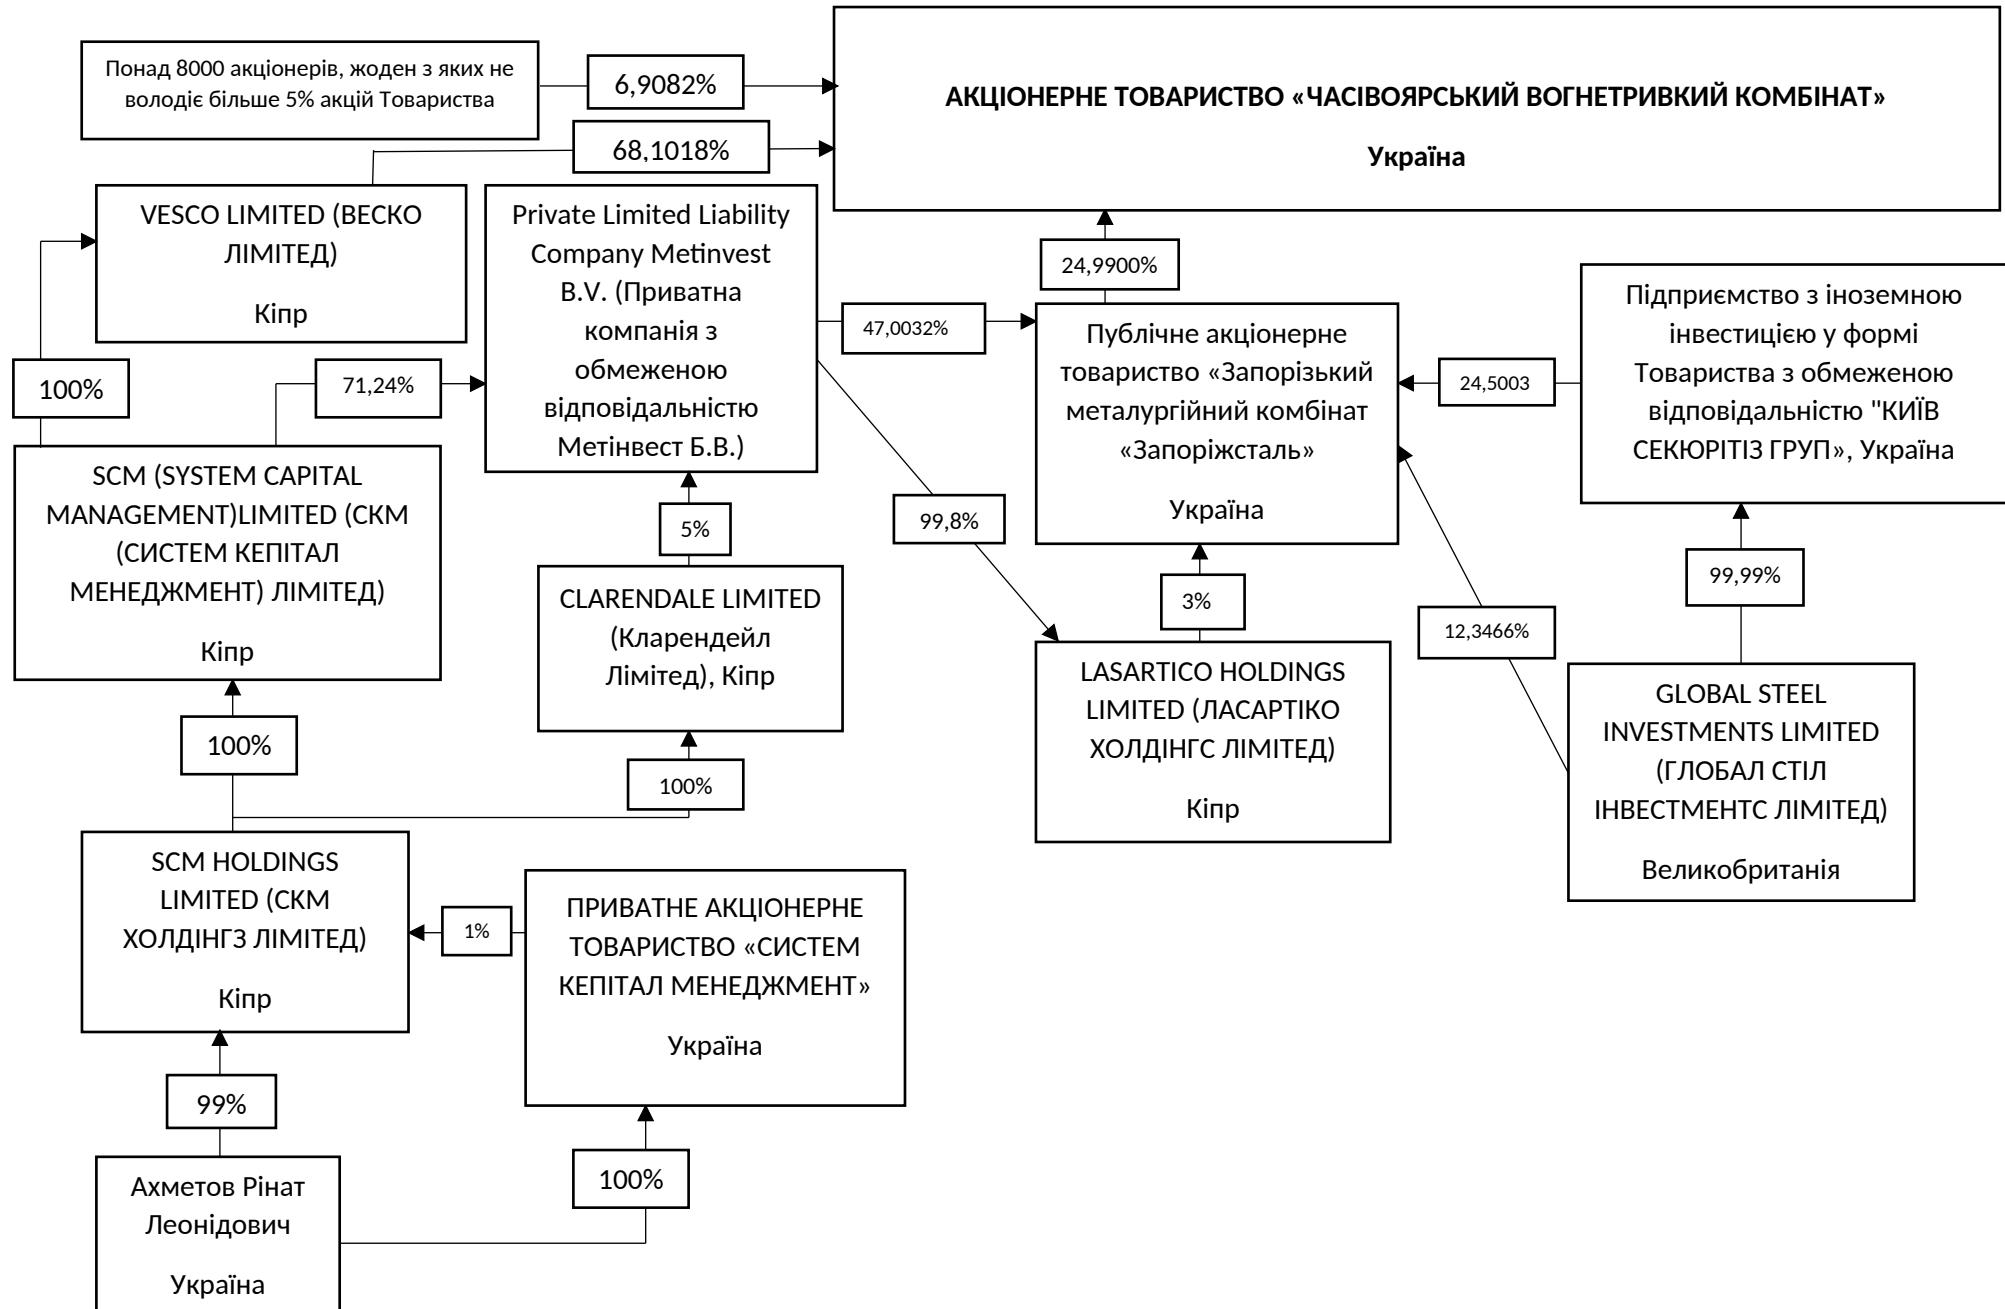 Понад 8000 акціонерів, жоден з яких не
володіє більше 5% акцій Товариства
6,9082%
АКЦІОНЕРНЕ ТОВАРИСТВО «ЧАСІВОЯРСЬКИЙ ВОГНЕТРИВКИЙ КОМБІНАТ»
Україна
68,1018%
VESCO LIMITED (ВЕСКО
ЛІМІТЕД)
Кіпр
Private Limited Liability
Company Metinvest
B.V. (Приватна
компанія з
обмеженою
відповідальністю
Метінвест Б.В.)
24,9900%
47,0032%
Публічне акціонерне
товариство «Запорізький
металургійний комбінат
«Запоріжсталь»
Україна
24,5003
Підприємство з іноземною
інвестицією у формі
Товариства з обмеженою
відповідальністю "КИЇВ
СЕКЮРІТІЗ ГРУП», Україна
100%
71,24%
SCM (SYSTEM CAPITAL
MANAGEMENT)LIMITED (СКМ
(СИСТЕМ КЕПІТАЛ
МЕНЕДЖМЕНТ) ЛІМІТЕД)
Кіпр
5%
99,8%
99,99%
CLARENDALE LIMITED
(Кларендейл
Лімітед), Кіпр
3%
12,3466%
LASARTICO HOLDINGS
LIMITED (ЛАСАРТІКО
ХОЛДІНГС ЛІМІТЕД)
Кіпр
GLOBAL STEEL
INVESTMENTS LIMITED
(ГЛОБАЛ СТІЛ
ІНВЕСТМЕНТС ЛІМІТЕД)
Великобританія
100%
100%
SCM HOLDINGS
LIMITED (СКМ
ХОЛДІНГЗ ЛІМІТЕД)
Кіпр
1%
ПРИВАТНЕ АКЦІОНЕРНЕ
ТОВАРИСТВО «СИСТЕМ
КЕПІТАЛ МЕНЕДЖМЕНТ»
Україна
99%
100%
Ахметов Рінат
Леонідович
Україна